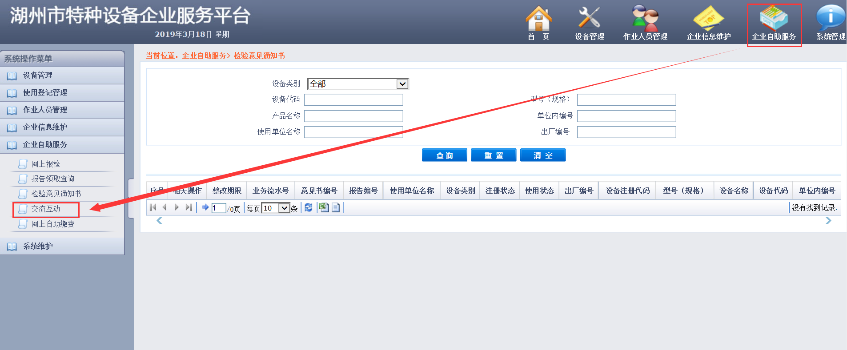 湖州市特种设备企业服务平台
2019年3月18日 星期
首 页
设备管理
作业人员管理
企业信息维护
企业自助服务
系统管理
系统操作菜单
设备管理
使用登记管理
作业人员管理
企业信息维护
企业自助服务
网上报检
报告领取查询
检验意见通知书
交流互动
网上自助缴费
系统维护
当前位置：企业自助服务> 检验意见通知书
设备类别 全部
设备代码
型号（规格）
产品名称
单位内编号
使用单位名称
出厂编号
查 询
重 置
清 空
序号 相关操作 整改期限 业务流水号 意见书编号 报告编号 使用单位名称 设备类别 注册状态 使用状态 出厂编号 设备注册代码 型号（规格） 设备名称 设备代码 单位内编号
1 /0页 每页 10 条
没有找到记录.